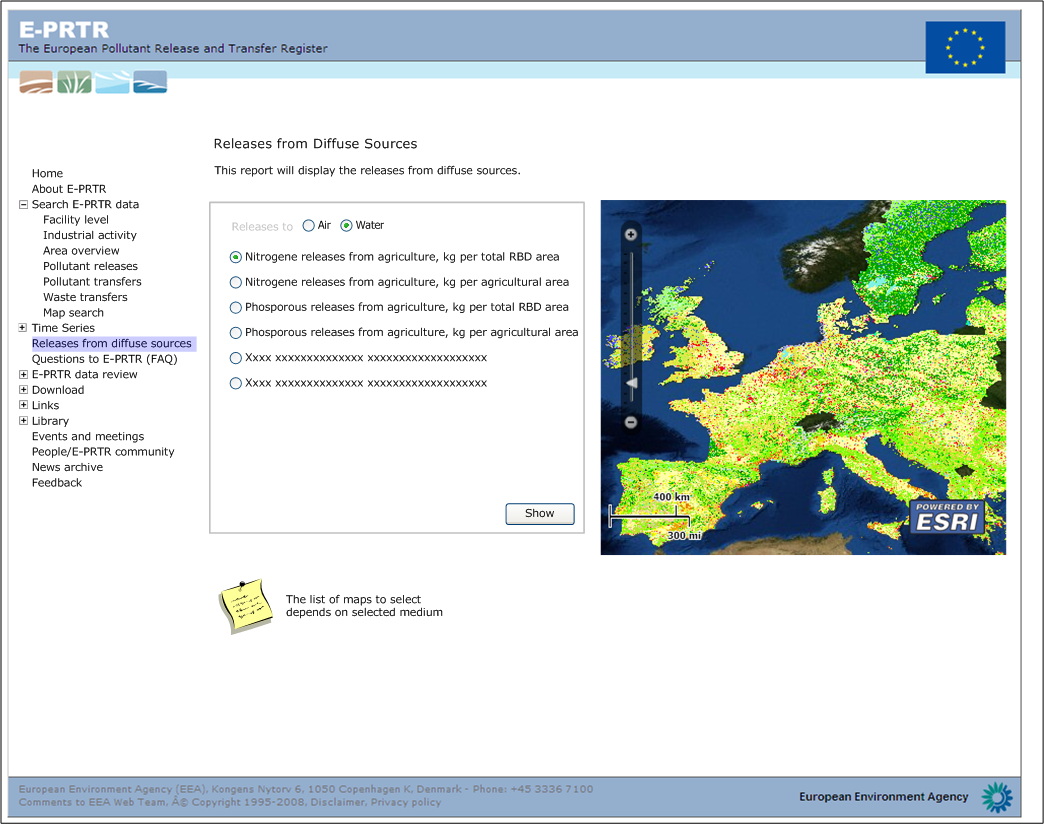 E-PRTR
The European Pollutant Release and Transfer Register
Home
About E-PRTR
Search E-PRTR data
Facility level
Industrial activity
Area overview
Pollutant releases
Pollutant transfers
Waste transfers
Map search
Time Series
Releases from diffuse sources
Questions to E-PRTR (FAQ)
E-PRTR data review
Download
Links
Library
Events and meetings
People/E-PRTR community
News archive
Feedback
Releases from Diffuse Sources
This report will display the releases from diffuse sources.
Releases to Air Water
Nitrogene releases from agriculture, kg per total RBD area
Nitrogene releases from agriculture, kg per agricultural area
Phosporous releases from agriculture, kg per total RBD area
Phosporous releases from agriculture, kg per agricultural area
Xxxx xxxxxxxxxxxxxx xxxxxxxxxxxxxxxxxxx
Xxxx xxxxxxxxxxxxxx xxxxxxxxxxxxxxxxxxx
Show
400 km
300 mi
POWERED BY
ESRI
The list of maps to select
depends on selected medium
European Environment Agency (EEA), Kongens Nytorv 6, 1050 Copenhagen K, Denmark - Phone: +45 3336 7100
Comments to EEA Web Team, Â© Copyright 1995-2008. Disclaimer. Privacy policy
European Environment Agency